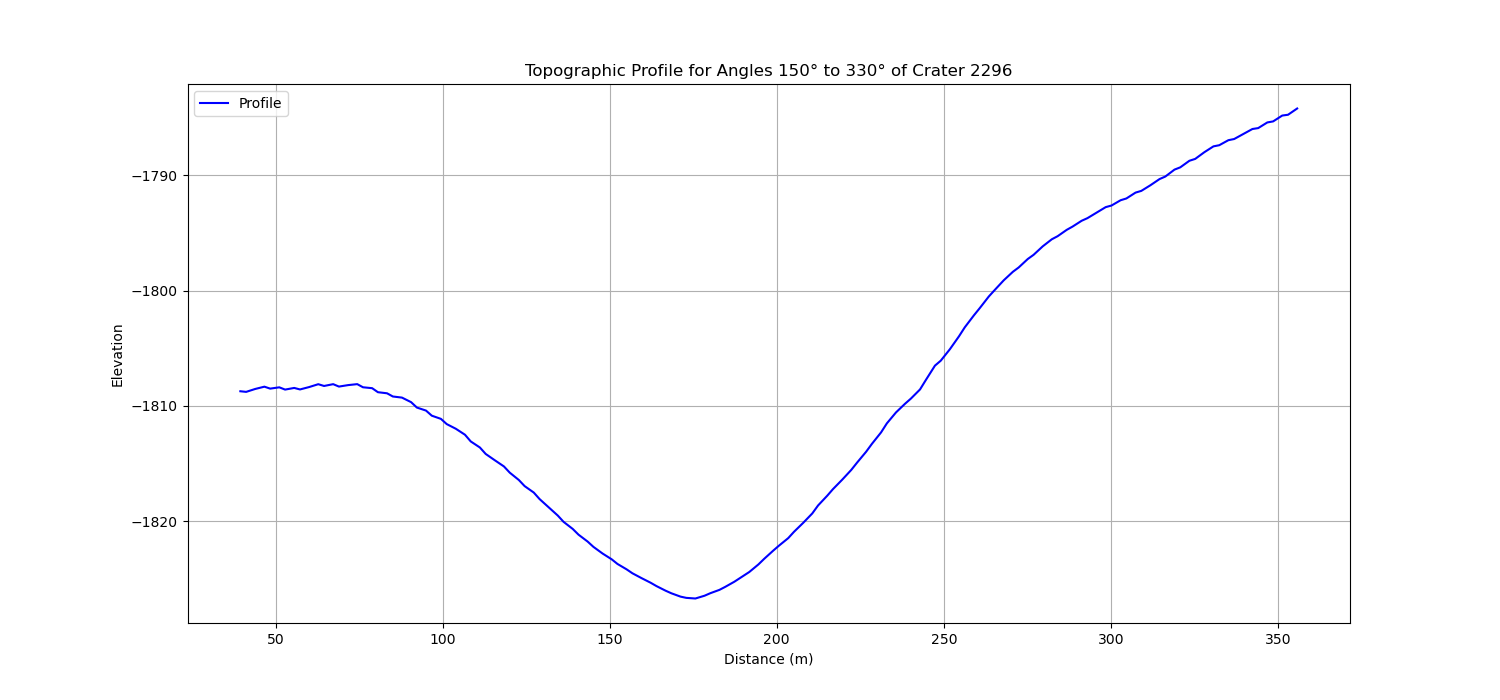 Topographic Profile for Angles 150° to 330° of Crater 2296
Profile
−1790
−1800
−1810
−1820
Elevation
50
100
150
200
250
300
350
Distance (m)